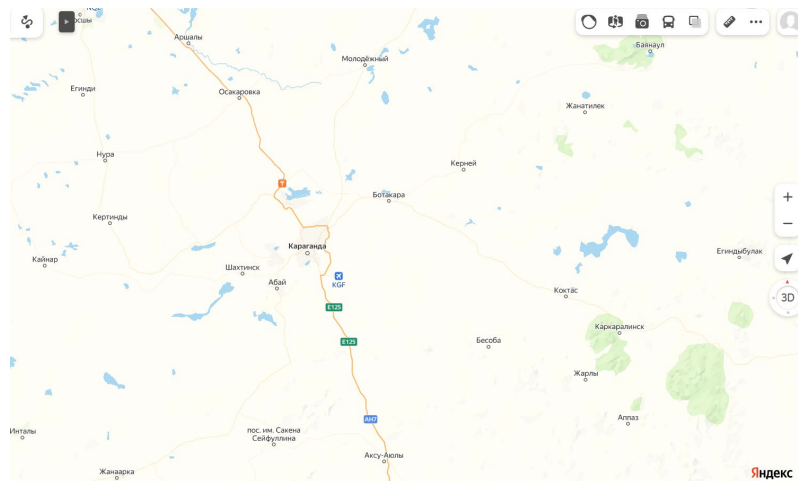 Аршалы
Баянаул
Молодёжный
Егинди
Осакаровка
Жанатилек
Нура
Керней
Т
Ботакара
Кертинды
Караганда
Егиндыбулак
Кайнар
Шахтинск
Абай
KGF
Коктас
3D
E125
Каркаралинск
E125
Бесоба
Жарлы
AH7
Аппаз
Инталы
пос. им. Сакена
Сейфуллина
Аксу-Аюлы
Жанаарка
Яндекс